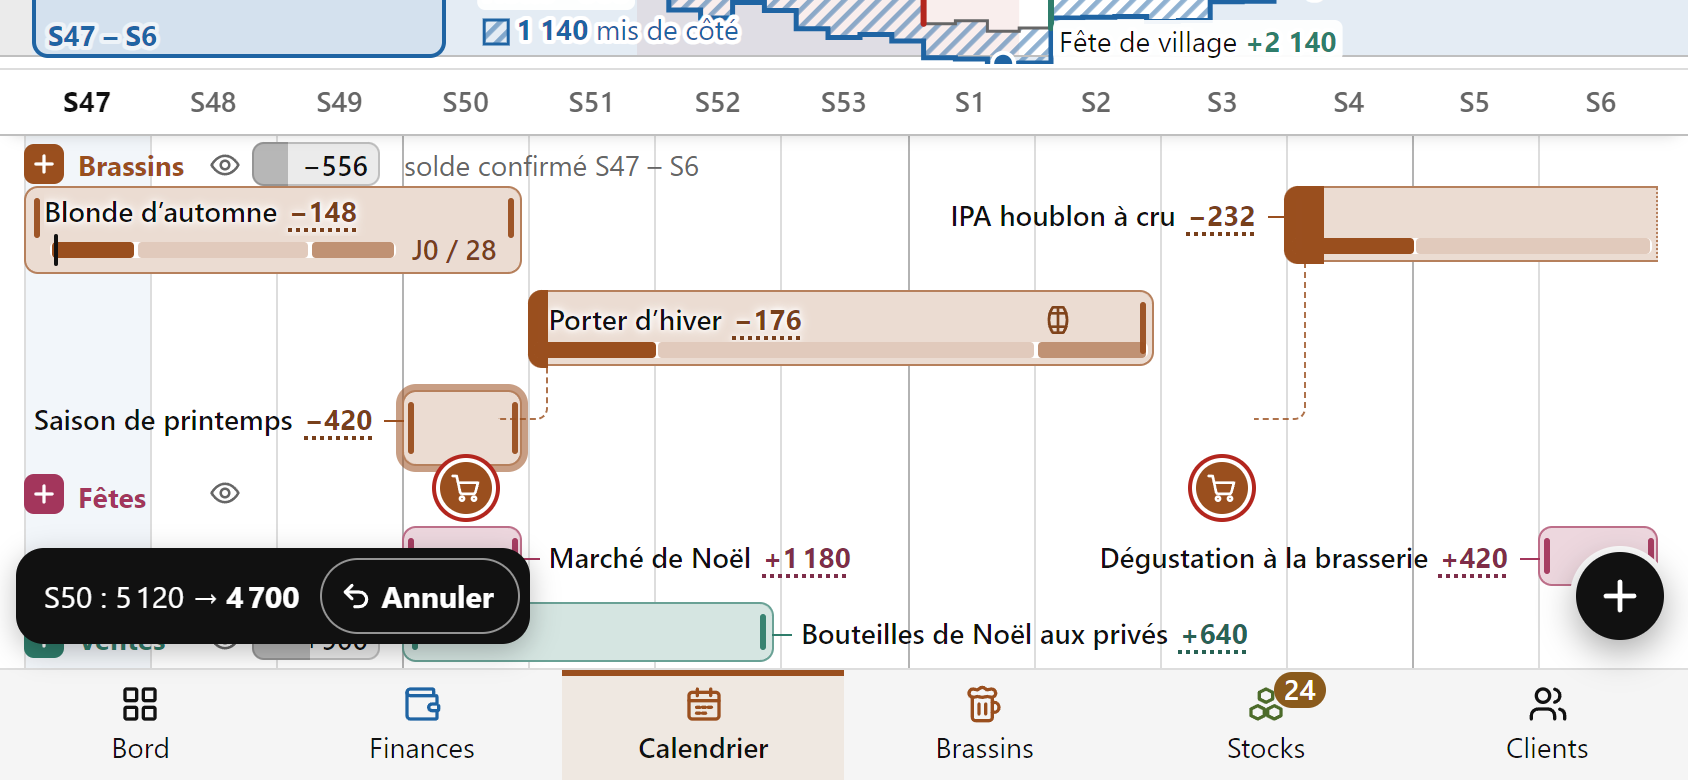 S47 – S6
1 140 mis de côté
Fête de village +2 140
S47 S48 S49 S50 S51 S52 S53 S1 S2 S3 S4 S5 S6
Brassins −556 solde confirmé S47 – S6
Blonde d’automne −148
J0 / 28
IPA houblon à cru −232
Porter d’hiver −176
Saison de printemps −420
Fêtes
Marché de Noël +1 180
Dégustation à la brasserie +420
S50 : 5 120 → 4 700 Annuler
Bouteilles de Noël aux privés +640
Ventes
24
Bord Finances Calendrier Brassins Stocks Clients